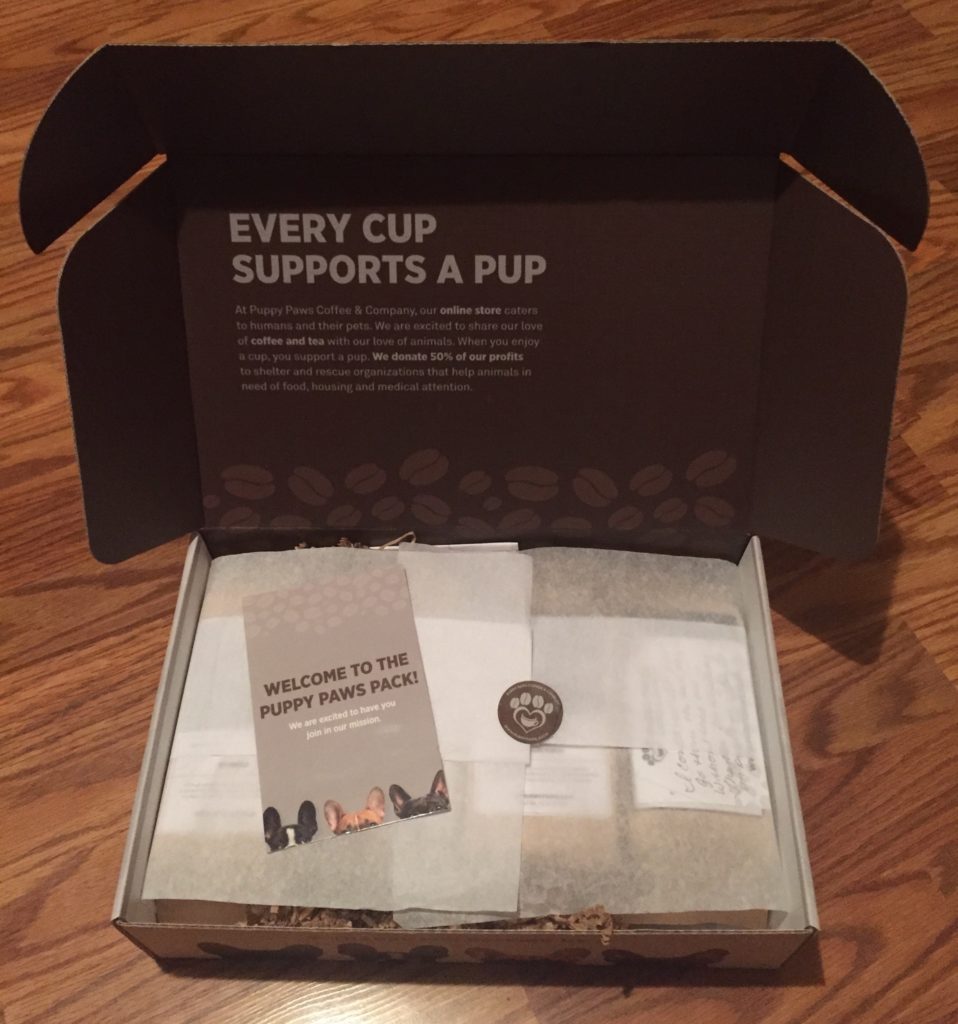 EVERY CUP
SUPPORTS A PUP
At Puppy Paws Coffee & Company, our online store caters
to humans and their pets. We are excited to share our love
of coffee and tea with our love of animals. When you enjoy
a cup, you support a pup. We donate 50% of our profits
to shelter and rescue organizations that help animals in
need of food, housing and medical attention.
WELCOME TO THE
PUPPY PAWS PACK!
We are excited to have you
join in our mission.